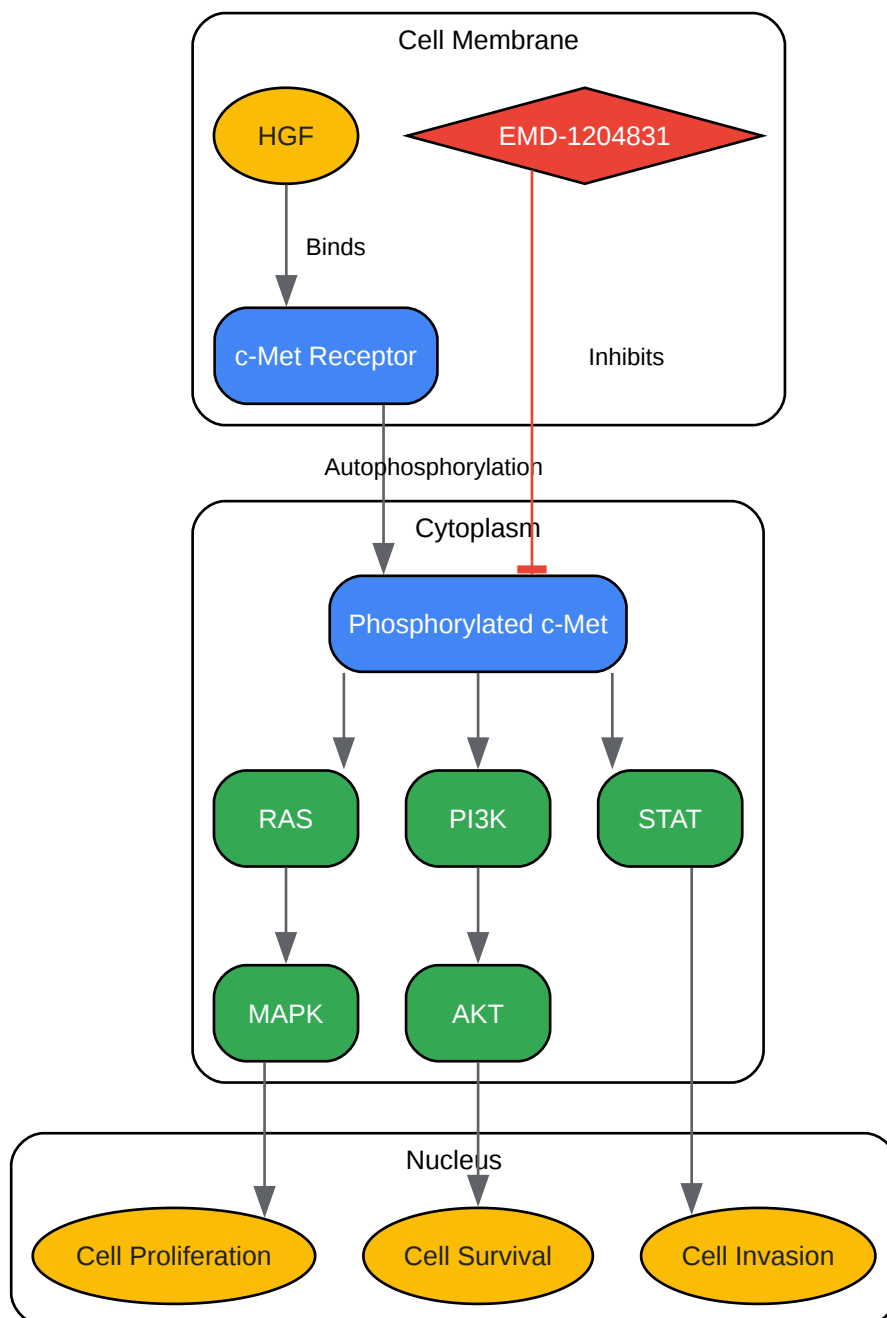 Cell Membrane
HGF
EMD-1204831
Binds
c-Met Receptor
Inhibits
Autophosphorylation
Cytoplasm
Phosphorylated c-Met
RAS
PI3K
STAT
MAPK
AKT
Nucleus
Cell Proliferation
Cell Survival
Cell Invasion